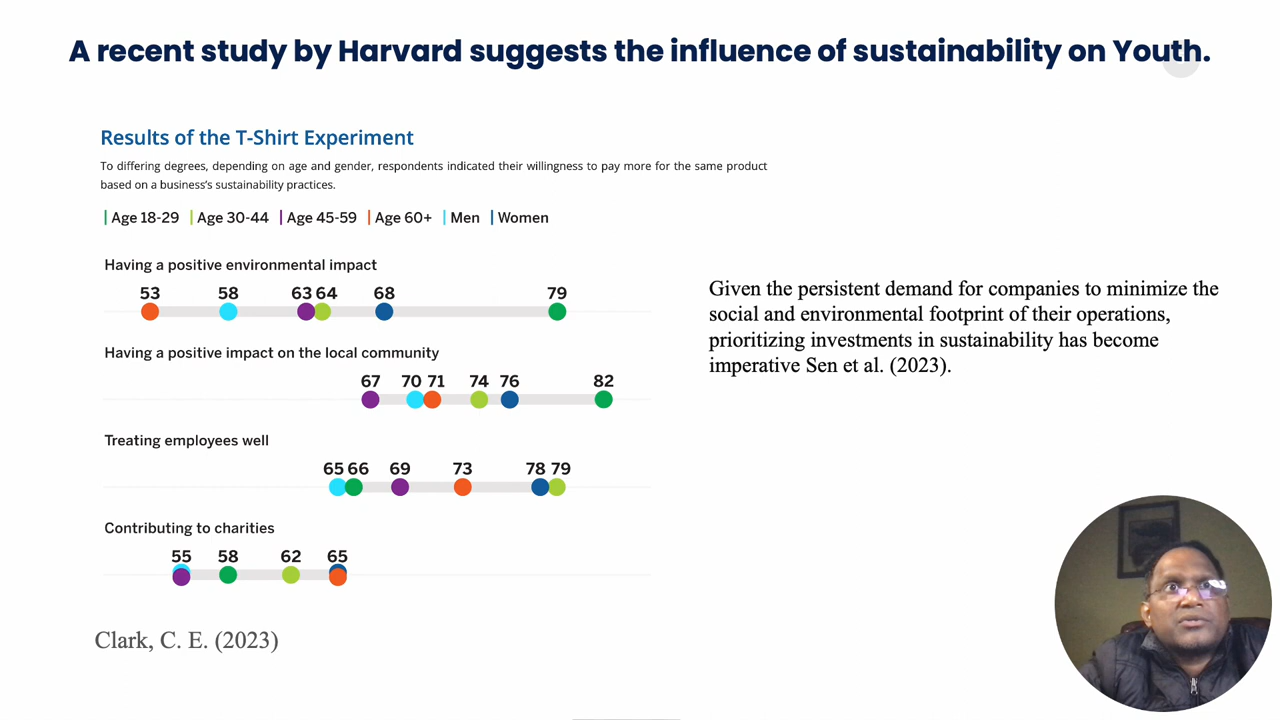 A recent study by Harvard suggests the influence of sustainability on Youth.
Results of the T-Shirt Experiment
To differing degrees, depending on age and gender, respondents indicated their willingness to pay more for the same product
based on a business's sustainability practices.
Age 18-29 Age 30-44 Age 45-59 Age 60+ Men Women
Having a positive environmental impact
53 58 63 64 68 79
Having a positive impact on the local community
67 70 71 74 76 82
Treating employees well
65 66 69 73 78 79
Contributing to charities
55 58 62 65
Clark, C. E. (2023)
Given the persistent demand for companies to minimize the
social and environmental footprint of their operations,
prioritizing investments in sustainability has become
imperative Sen et al. (2023).